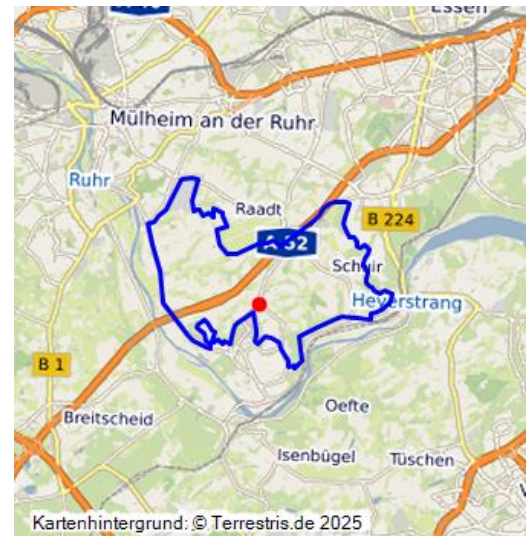 Essen
Mülheim an der Ruhr
Ruhr
Raadt
B 224
A 52
Schuir
Heyerstrang
B 1
Breitscheid
Oefte
Isenbügel
Tüschen
Kartenhintergrund: © Terrestris.de 2025